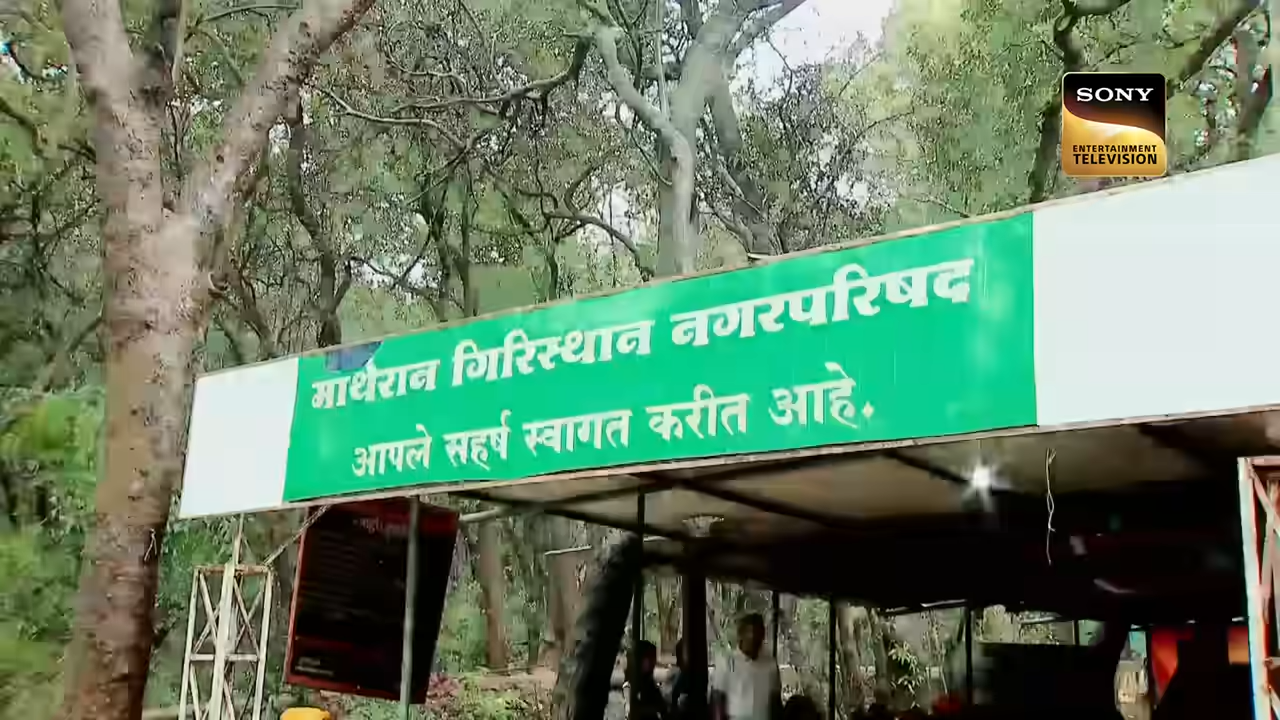 SONY
ENTERTAINMENT
TELEVISION
माथेरान गिरिस्थान नगरपरिषद
आपले सहर्ष स्वागत करीत आहे.